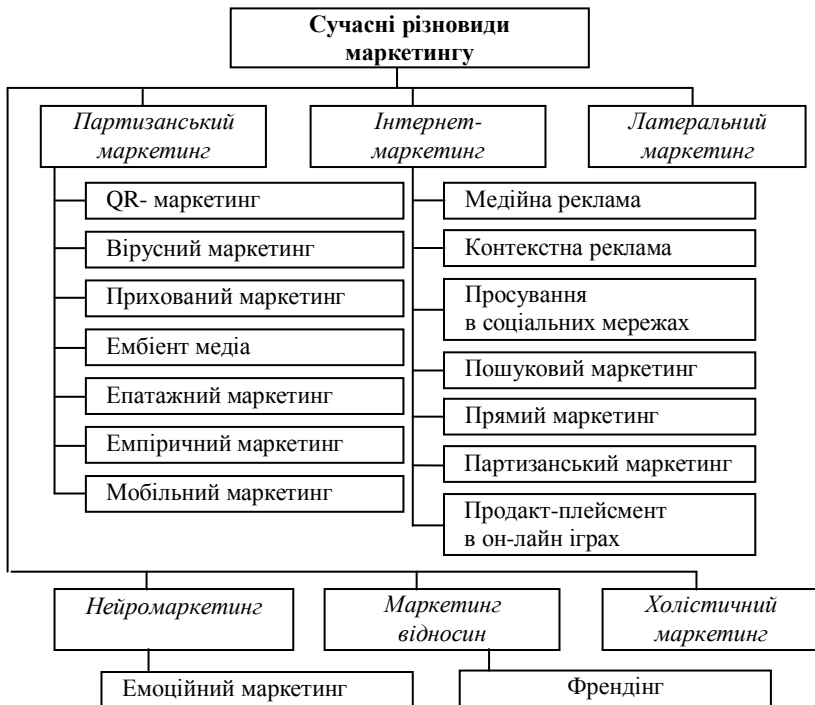 Сучасні різновиди
маркетингу
Партизанський
маркетинг
Інтернет-
маркетинг
Латеральний
маркетинг
QR- маркетинг
Вірусний маркетинг
Прихований маркетинг
Ембієнт медіа
Епатажний маркетинг
Емпіричний маркетинг
Мобільний маркетинг
Медійна реклама
Контекстна реклама
Просування
в соціальних мережах
Пошуковий маркетинг
Прямий маркетинг
Партизанський маркетинг
Продакт-плейсмент
в он-лайн іграх
Нейромаркетинг
Маркетинг
відносин
Холістичний
маркетинг
Емоційний маркетинг
Френдінг